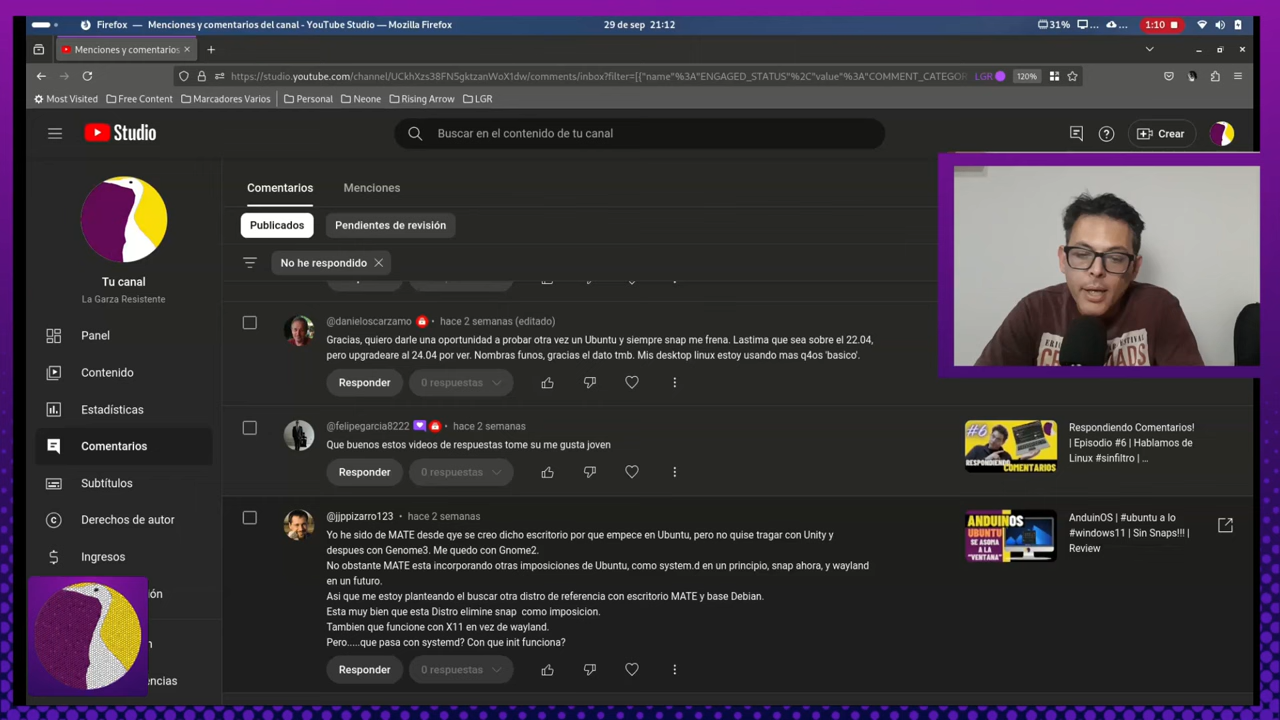 Firefox — Menciones y comentarios del canal - YouTube Studio — Mozilla Firefox
29 de sep 21:12
31%
1:10
Menciones y comentarios
https://studio.youtube.com/channel/UCkhXzs38FN5gktzanWoX1dw/comments/inbox?filter=[{"name"%3A"ENGAGED_STATUS"%2C"value"%3A"COMMENT_CATEGOR
LGR
120%
Most Visited
Free Content
Marcadores Varios
Personal
Neone
Rising Arrow
LGR
Studio
Buscar en el contenido de tu canal
Crear
Tu canal
La Garza Resistente
Panel
Contenido
Estadísticas
Comentarios
Subtítulos
Derechos de autor
Ingresos
Comentarios
Menciones
Publicados
Pendientes de revisión
No he respondido
@danieloscarzamo • hace 2 semanas (editado)
Gracias, quiero darle una oportunidad a probar otra vez un Ubuntu y siempre snap me frena. Lastima que sea sobre el 22.04,
pero upgradeare al 24.04 por ver. Nombras funos, gracias el dato tmb. Mis desktop linux estoy usando mas q4os 'basico'.
Responder
0 respuestas
@felipegarcia8222 • hace 2 semanas
Que buenos estos videos de respuestas tome su me gusta joven
Responder
0 respuestas
#6
RESPONDIENDO
COMENTARIOS
Respondiendo Comentarios!
| Episodio #6 | Hablamos de
Linux #sinfiltro | ...
@jjppizarro123 • hace 2 semanas
Yo he sido de MATE desde qye se creo dicho escritorio por que empece en Ubuntu, pero no quise tragar con Unity y
despues con Genome3. Me quedo con Gnome2.
No obstante MATE esta incorporando otras imposiciones de Ubuntu, como system.d en un principio, snap ahora, y wayland
en un futuro.
Asi que me estoy planteando el buscar otra distro de referencia con escritorio MATE y base Debian.
Esta muy bien que esta Distro elimine snap como imposicion.
Tambien que funcione con X11 en vez de wayland.
Pero.....que pasa con systemd? Con que init funciona?
Responder
0 respuestas
ANDUINOS
UBUNTU
SE ASOMA
A LA
"VENTANA"
AnduinOS | #ubuntu a lo
#windows11 | Sin Snaps!!! |
Review